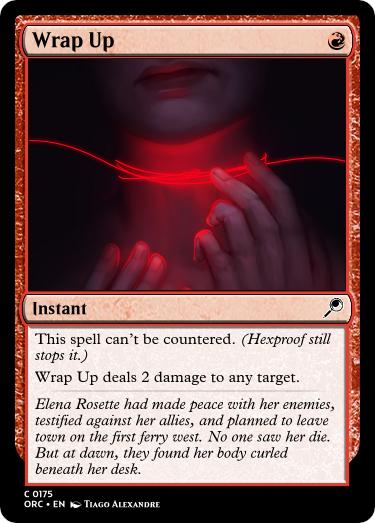 Wrap Up
Instant
This spell can't be countered. (Hexproof still
stops it.)
Wrap Up deals 2 damage to any target.
Elena Rosette had made peace with her enemies,
testified against her allies, and planned to leave
town on the first ferry west. No one saw her die.
But at dawn, they found her body curled
beneath her desk.
C 0175
ORC • EN Tiago Alexandre